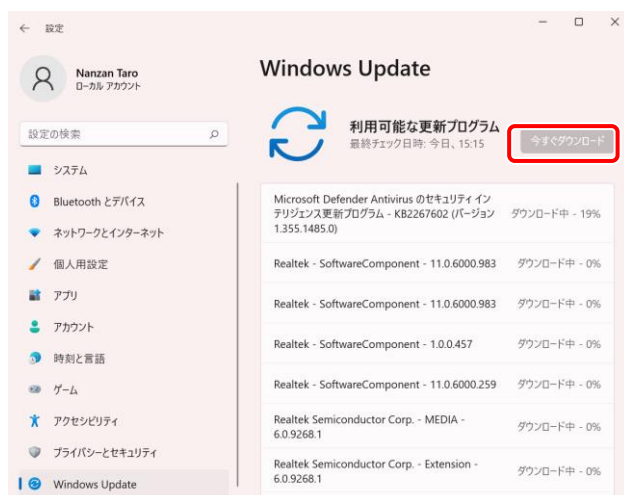 設定
Nanzan Taro
ローカル アカウント
設定の検索
システム
Bluetooth とデバイス
ネットワークとインターネット
個人用設定
アプリ
アカウント
時刻と言語
ゲーム
アクセシビリティ
プライバシーとセキュリティ
Windows Update
Windows Update
利用可能な更新プログラム
最終チェック日時: 今日、15:15
今すぐダウンロード
Microsoft Defender Antivirus のセキュリティ イン
テリジェンス更新プログラム - KB2267602 (バージョン
1.355.1485.0)
ダウンロード中 - 19%
Realtek - SoftwareComponent - 11.0.6000.983
ダウンロード中 - 0%
Realtek - SoftwareComponent - 11.0.6000.983
ダウンロード中 - 0%
Realtek - SoftwareComponent - 1.0.0.457
ダウンロード中 - 0%
Realtek - SoftwareComponent - 11.0.6000.259
ダウンロード中 - 0%
Realtek Semiconductor Corp. - MEDIA -
6.0.9268.1
ダウンロード中 - 0%
Realtek Semiconductor Corp. - Extension -
6.0.9268.1
ダウンロード中 - 0%